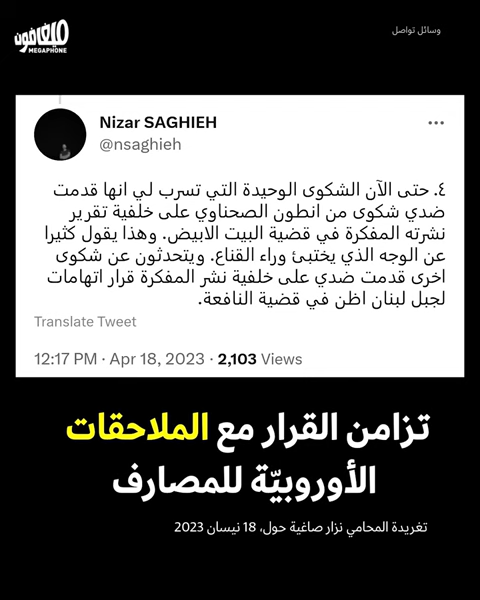 ميغافون
MEGAPHONE
وسائل تواصل
Nizar SAGHIEH
@nsaghieh
٤. حتى الآن الشكوى الوحيدة التي تسرب لي انها قدمت
ضدي شكوى من انطون الصحناوي على خلفية تقرير
نشرته المفكرة في قضية البيت الابيض. وهذا يقول كثيرا
عن الوجه الذي يختبئ وراء القناع. ويتحدثون عن شكوى
اخرى قدمت ضدي على خلفية نشر المفكرة قرار اتهامات
لجبل لبنان اظن في قضية النافعة.
Translate Tweet
12:17 PM · Apr 18, 2023 · 2,103 Views
تزامن القرار مع الملاحقات
الأوروبيّة للمصارف
تغريدة المحامي نزار صاغية حول، 18 نيسان 2023